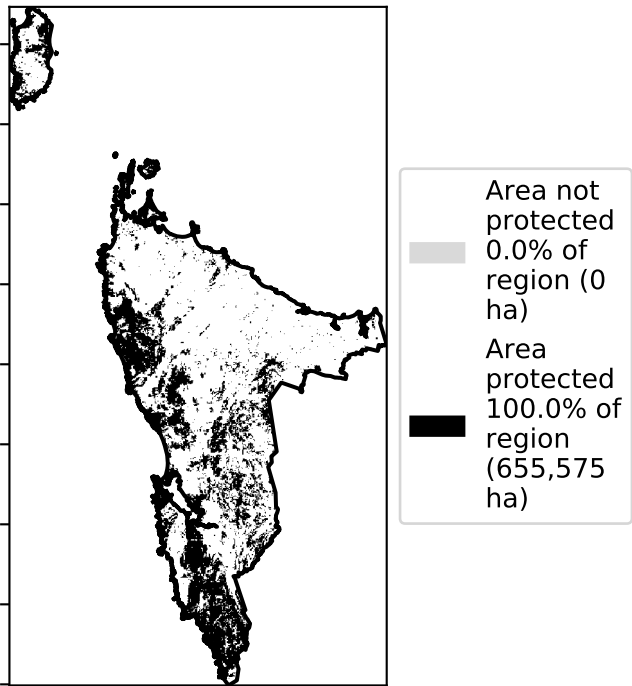 Area not
protected
0.0% of
region (0
ha)
Area
protected
100.0% of
region
(655,575
ha)